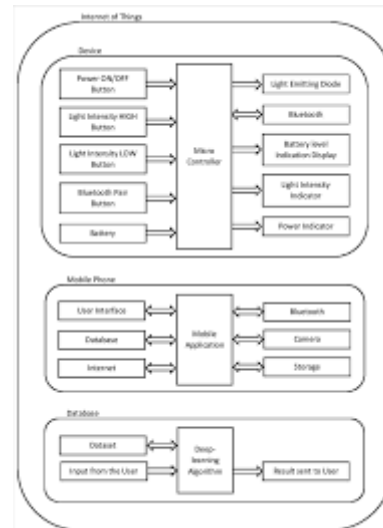 Internet of Things
Device
Power ON/OFF
Button
Light Intensity HIGH
Button
Light Intensity LOW
Button
Bluetooth Pair
Button
Battery
Micro
Controller
Light Emitting Diode
Bluetooth
Battery level
Indication Display
Light Intensity
Indicator
Power Indicator
Mobile Phone
User Interface
Database
Internet
Mobile
Application
Bluetooth
Camera
Storage
Database
Dataset
Input from the User
Deep-
learning
Algorithm
Result sent to User